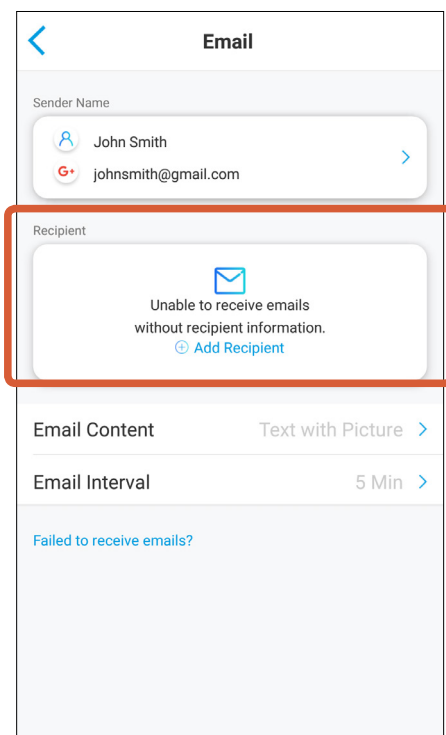 Email
Sender Name
John Smith
G+
johnsmith@gmail.com
Recipient
Unable to receive emails
without recipient information.
Add Recipient
Email Content Text with Picture
Email Interval 5 Min
Failed to receive emails?